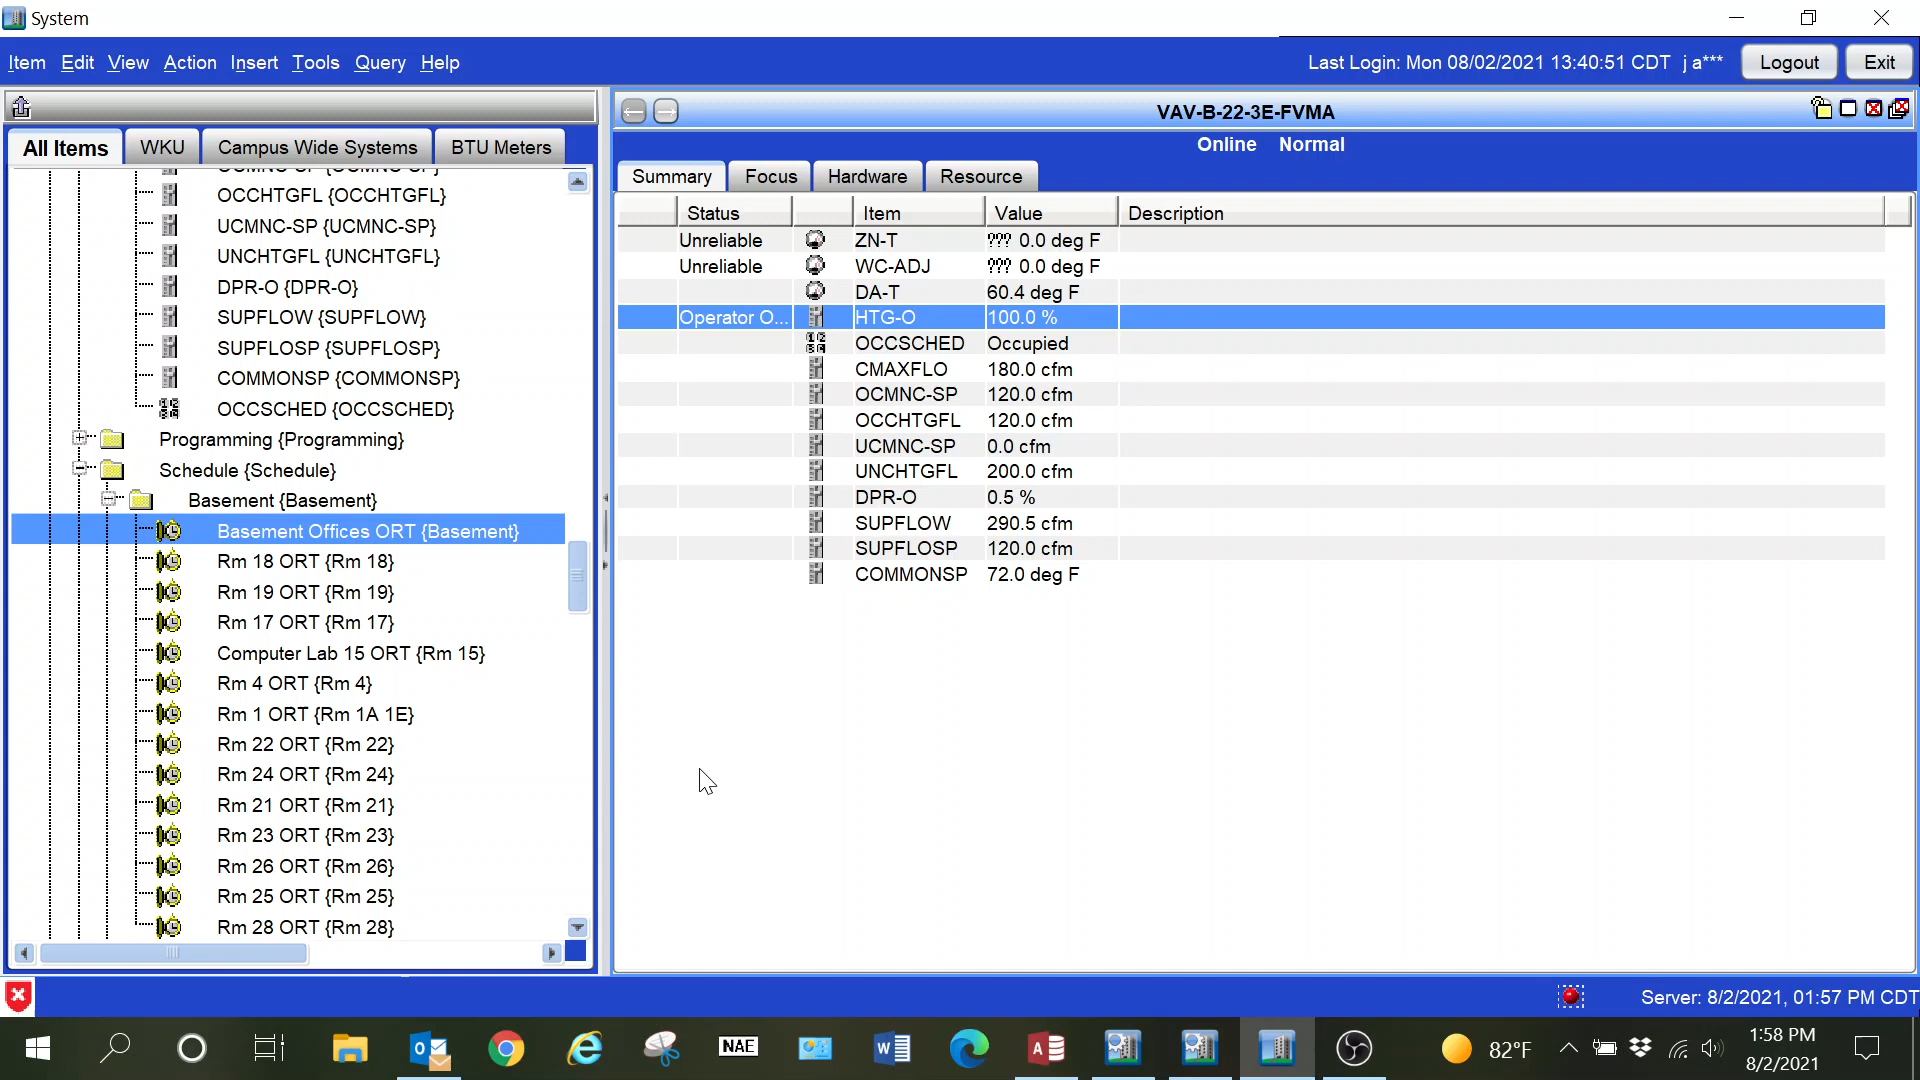 System
Item Edit View Action Insert Tools Query Help
Last Login: Mon 08/02/2021 13:40:51 CDT j a*** Logout Exit
All Items WKU Campus Wide Systems BTU Meters
OCMNC-SP {OCMNC-SP}
OCCHTGFL {OCCHTGFL}
UCMNC-SP {UCMNC-SP}
UNCHTGFL {UNCHTGFL}
DPR-O {DPR-O}
SUPFLOW {SUPFLOW}
SUPFLOSP {SUPFLOSP}
COMMONSP {COMMONSP}
OCCSCHED {OCCSCHED}
Programming {Programming}
Schedule {Schedule}
Basement {Basement}
Basement Offices ORT {Basement}
Rm 18 ORT {Rm 18}
Rm 19 ORT {Rm 19}
Rm 17 ORT {Rm 17}
Computer Lab 15 ORT {Rm 15}
Rm 4 ORT {Rm 4}
Rm 1 ORT {Rm 1A 1E}
Rm 22 ORT {Rm 22}
Rm 24 ORT {Rm 24}
Rm 21 ORT {Rm 21}
Rm 23 ORT {Rm 23}
Rm 26 ORT {Rm 26}
Rm 25 ORT {Rm 25}
Rm 28 ORT {Rm 28}
VAV-B-22-3E-FVMA
Online Normal
Summary Focus Hardware Resource
Status Item Value Description
Unreliable ZN-T ??? 0.0 deg F
Unreliable WC-ADJ ??? 0.0 deg F
DA-T 60.4 deg F
Operator O... HTG-O 100.0 %
OCCSCHED Occupied
CMAXFLO 180.0 cfm
OCMNC-SP 120.0 cfm
OCCHTGFL 120.0 cfm
UCMNC-SP 0.0 cfm
UNCHTGFL 200.0 cfm
DPR-O 0.5 %
SUPFLOW 290.5 cfm
SUPFLOSP 120.0 cfm
COMMONSP 72.0 deg F
Server: 8/2/2021, 01:57 PM CDT
NAE
82°F
1:58 PM
8/2/2021